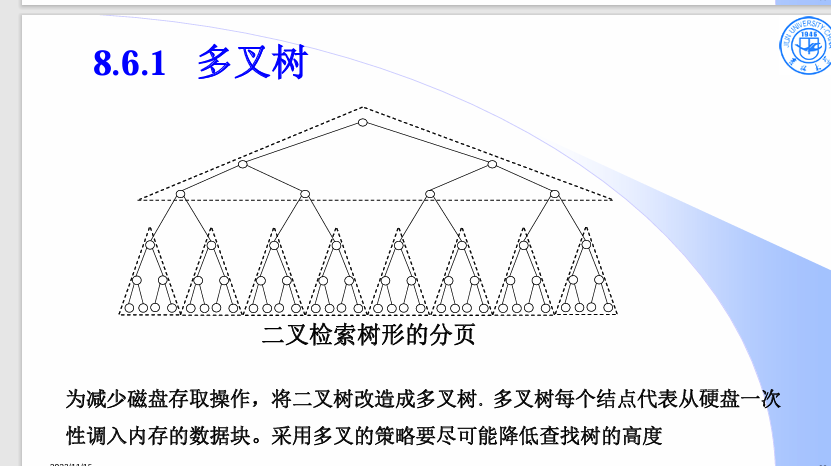 8.6.1 多叉树
1946
二叉检索树形的分页
为减少磁盘存取操作，将二叉树改造成多叉树. 多叉树每个结点代表从硬盘一次
性调入内存的数据块。采用多叉的策略要尽可能降低查找树的高度